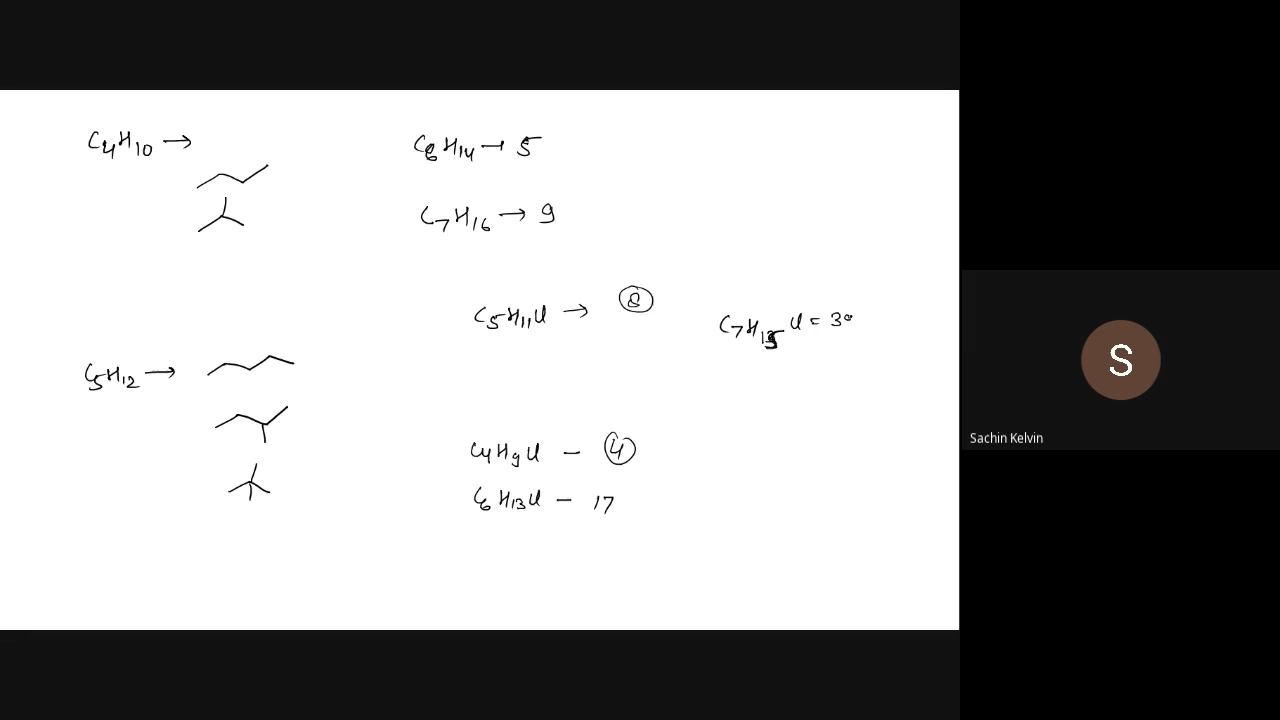 C4H10 →
C6H14 → 5
C7H16 → 9
C5H11Cl → 8
C7H15Cl = 30
C5H12 →
C4H9Cl – 4
C6H13Cl – 17
S
Sachin Kelvin